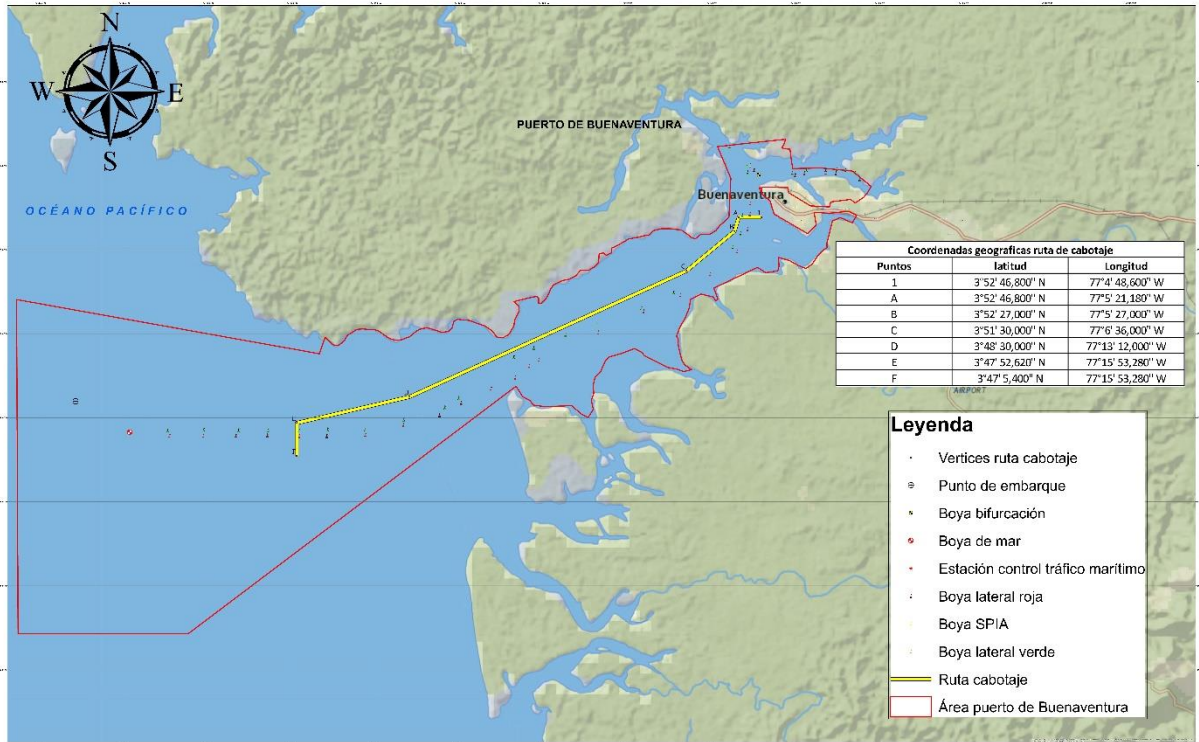 N
W E
S
PUERTO DE BUENAVENTURA
Buenaventura
OCÉANO PACÍFICO
A 1
B
C
Coordenadas geograficas ruta de cabotaje
Puntos latitud Longitud
1 3°52' 46,800" N 77°4' 48,600" W
A 3°52' 46,800" N 77°5' 21,180" W
B 3°52' 27,000" N 77°5' 27,000" W
C 3°51' 30,000" N 77°6' 36,000" W
D 3°48' 30,000" N 77°13' 12,000" W
E 3°47' 52,620" N 77°15' 53,280" W
F 3°47' 5,400" N 77°15' 53,280" W
AIRPORT
Leyenda
Vertices ruta cabotaje
Punto de embarque
Boya bifurcación
Boya de mar
Estación control tráfico marítimo
Boya lateral roja
Boya SPIA
Boya lateral verde
Ruta cabotaje
Área puerto de Buenaventura